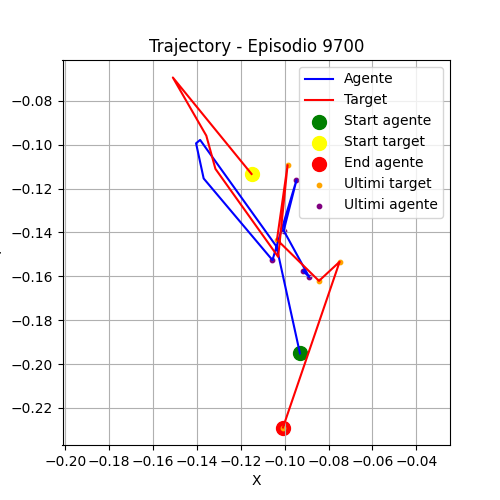 Trajectory - Episodio 9700
Agente
Target
Start agente
Start target
End agente
Ultimi target
Ultimi agente
−0.08
−0.10
−0.12
−0.14
−0.16
−0.18
−0.20
−0.22
−0.20 −0.18 −0.16 −0.14 −0.12 −0.10 −0.08 −0.06 −0.04
X